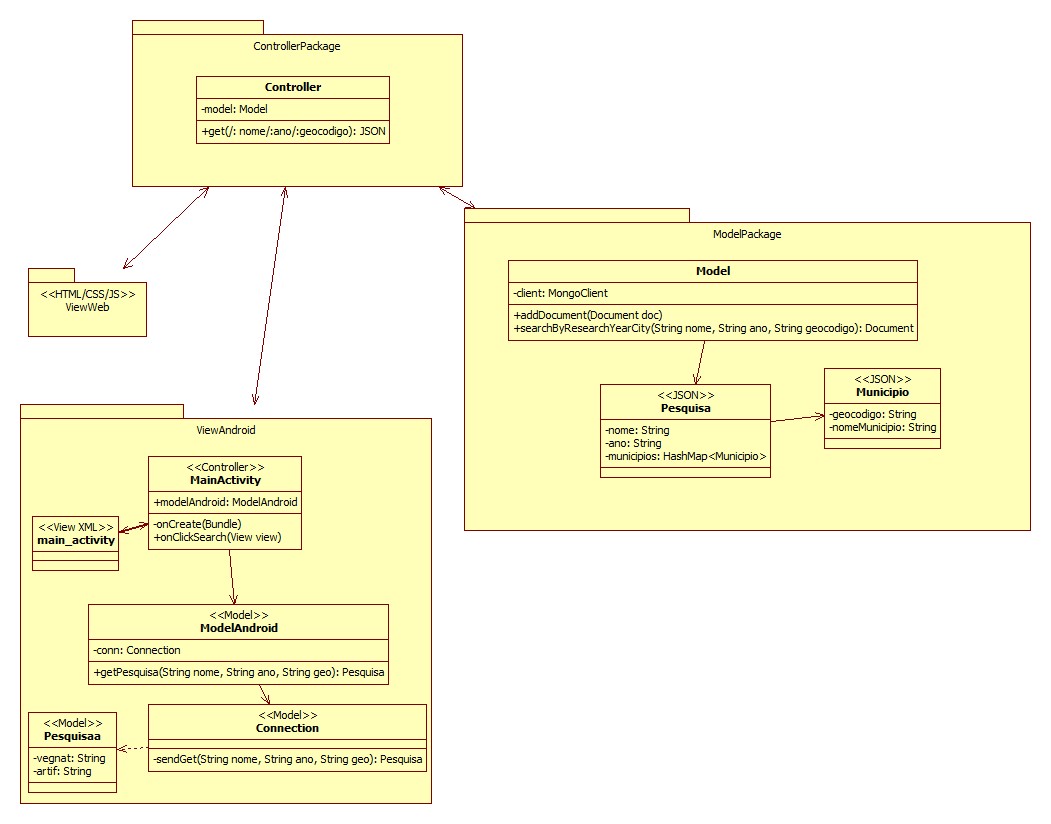 ControllerPackage
Controller
-model: Model
+get(/: nome/:ano/:geocodigo): JSON
<<HTML/CSS/JS>>
ViewWeb
ModelPackage
Model
-client: MongoClient
+addDocument(Document doc)
+searchByResearchYearCity(String nome, String ano, String geocodigo): Document
<<JSON>>
Pesquisa
-nome: String
-ano: String
-municipios: HashMap<Municipio>
<<JSON>>
Municipio
-geocodigo: String
-nomeMunicipio: String
ViewAndroid
<<Controller>>
MainActivity
+modelAndroid: ModelAndroid
-onCreate(Bundle)
+onClickSearch(View view)
<<View XML>>
main_activity
<<Model>>
ModelAndroid
-conn: Connection
+getPesquisa(String nome, String ano, String geo): Pesquisa
<<Model>>
Pesquisaa
-vegnat: String
-artif: String
<<Model>>
Connection
-sendGet(String nome, String ano, String geo): Pesquisa